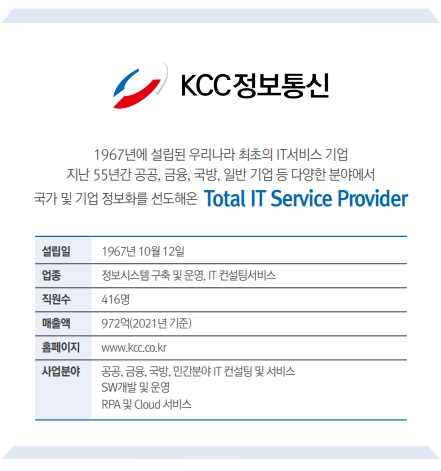 KCC정보통신
1967년에 설립된 우리나라 최초의 IT서비스 기업
지난 55년간 공공, 금융, 국방, 일반 기업 등 다양한 분야에서
국가 및 기업 정보화를 선도해온 Total IT Service Provider
설립일 1967년 10월 12일
업종 정보시스템 구축 및 운영, IT 컨설팅서비스
직원수 416명
매출액 972억(2021년 기준)
홈페이지 www.kcc.co.kr
사업분야 공공, 금융, 국방, 민간분야 IT 컨설팅 및 서비스
SW개발 및 운영
RPA 및 Cloud 서비스